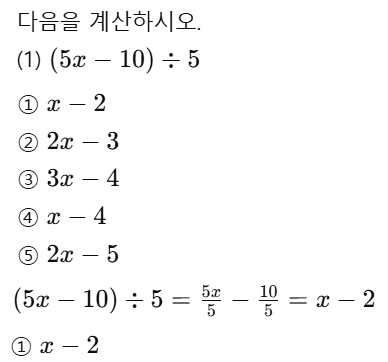 다음을 계산하시오.
(1) (5x − 10) ÷ 5
① x − 2
② 2x − 3
③ 3x − 4
④ x − 4
⑤ 2x − 5
(5x − 10) ÷ 5 = 5x/5 − 10/5 = x − 2
① x − 2